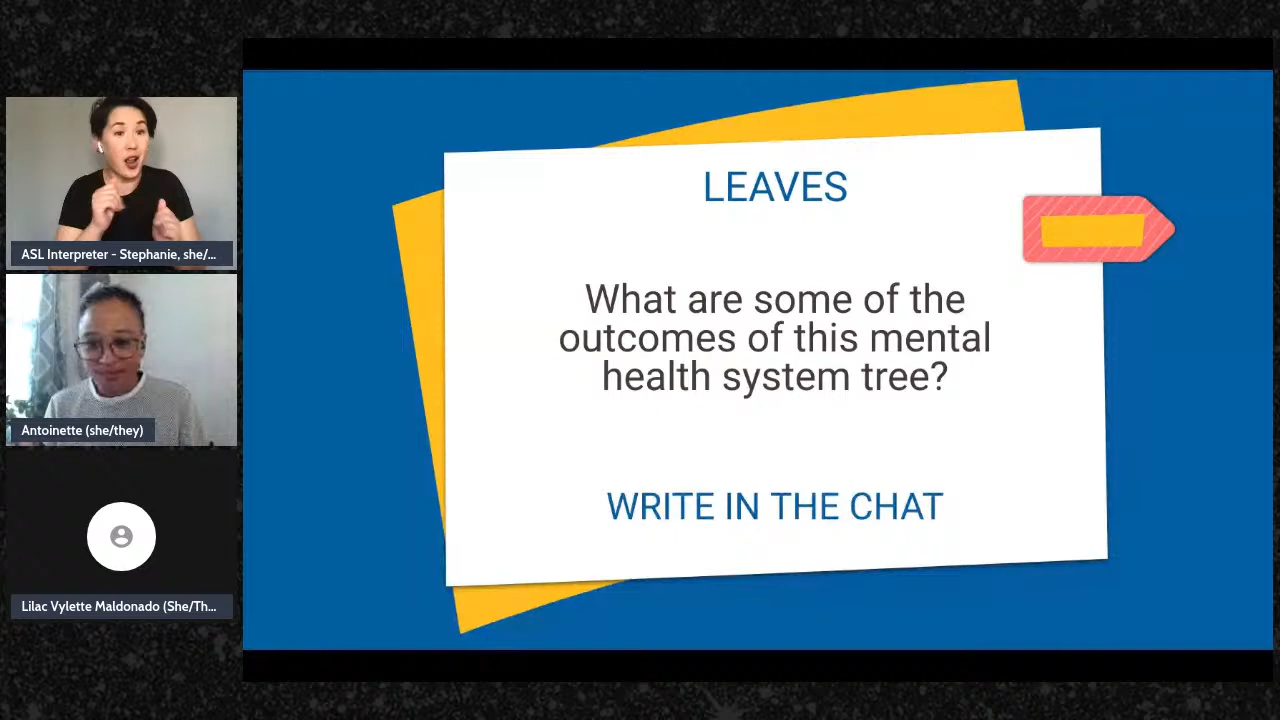 ASL Interpreter - Stephanie, she/...
Antoinette (she/they)
Lilac Vylette Maldonado (She/Th...
LEAVES
What are some of the
outcomes of this mental
health system tree?
WRITE IN THE CHAT